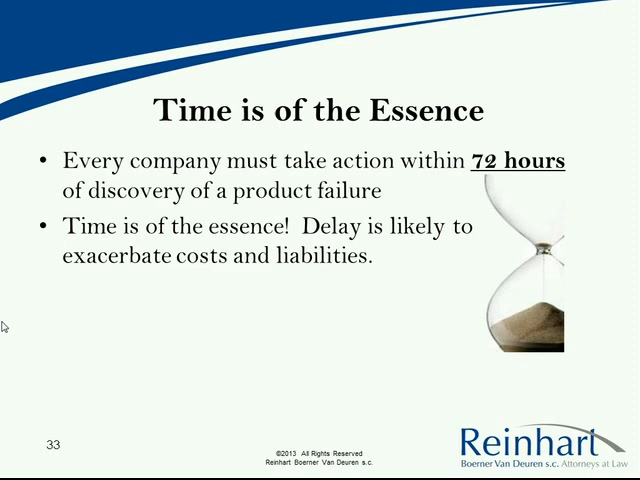 Time is of the Essence
• Every company must take action within 72 hours
of discovery of a product failure
• Time is of the essence!  Delay is likely to
exacerbate costs and liabilities.
33
©2013 All Rights Reserved
Reinhart Boerner Van Deuren s.c.
Reinhart
Boerner Van Deuren s.c. Attorneys at Law